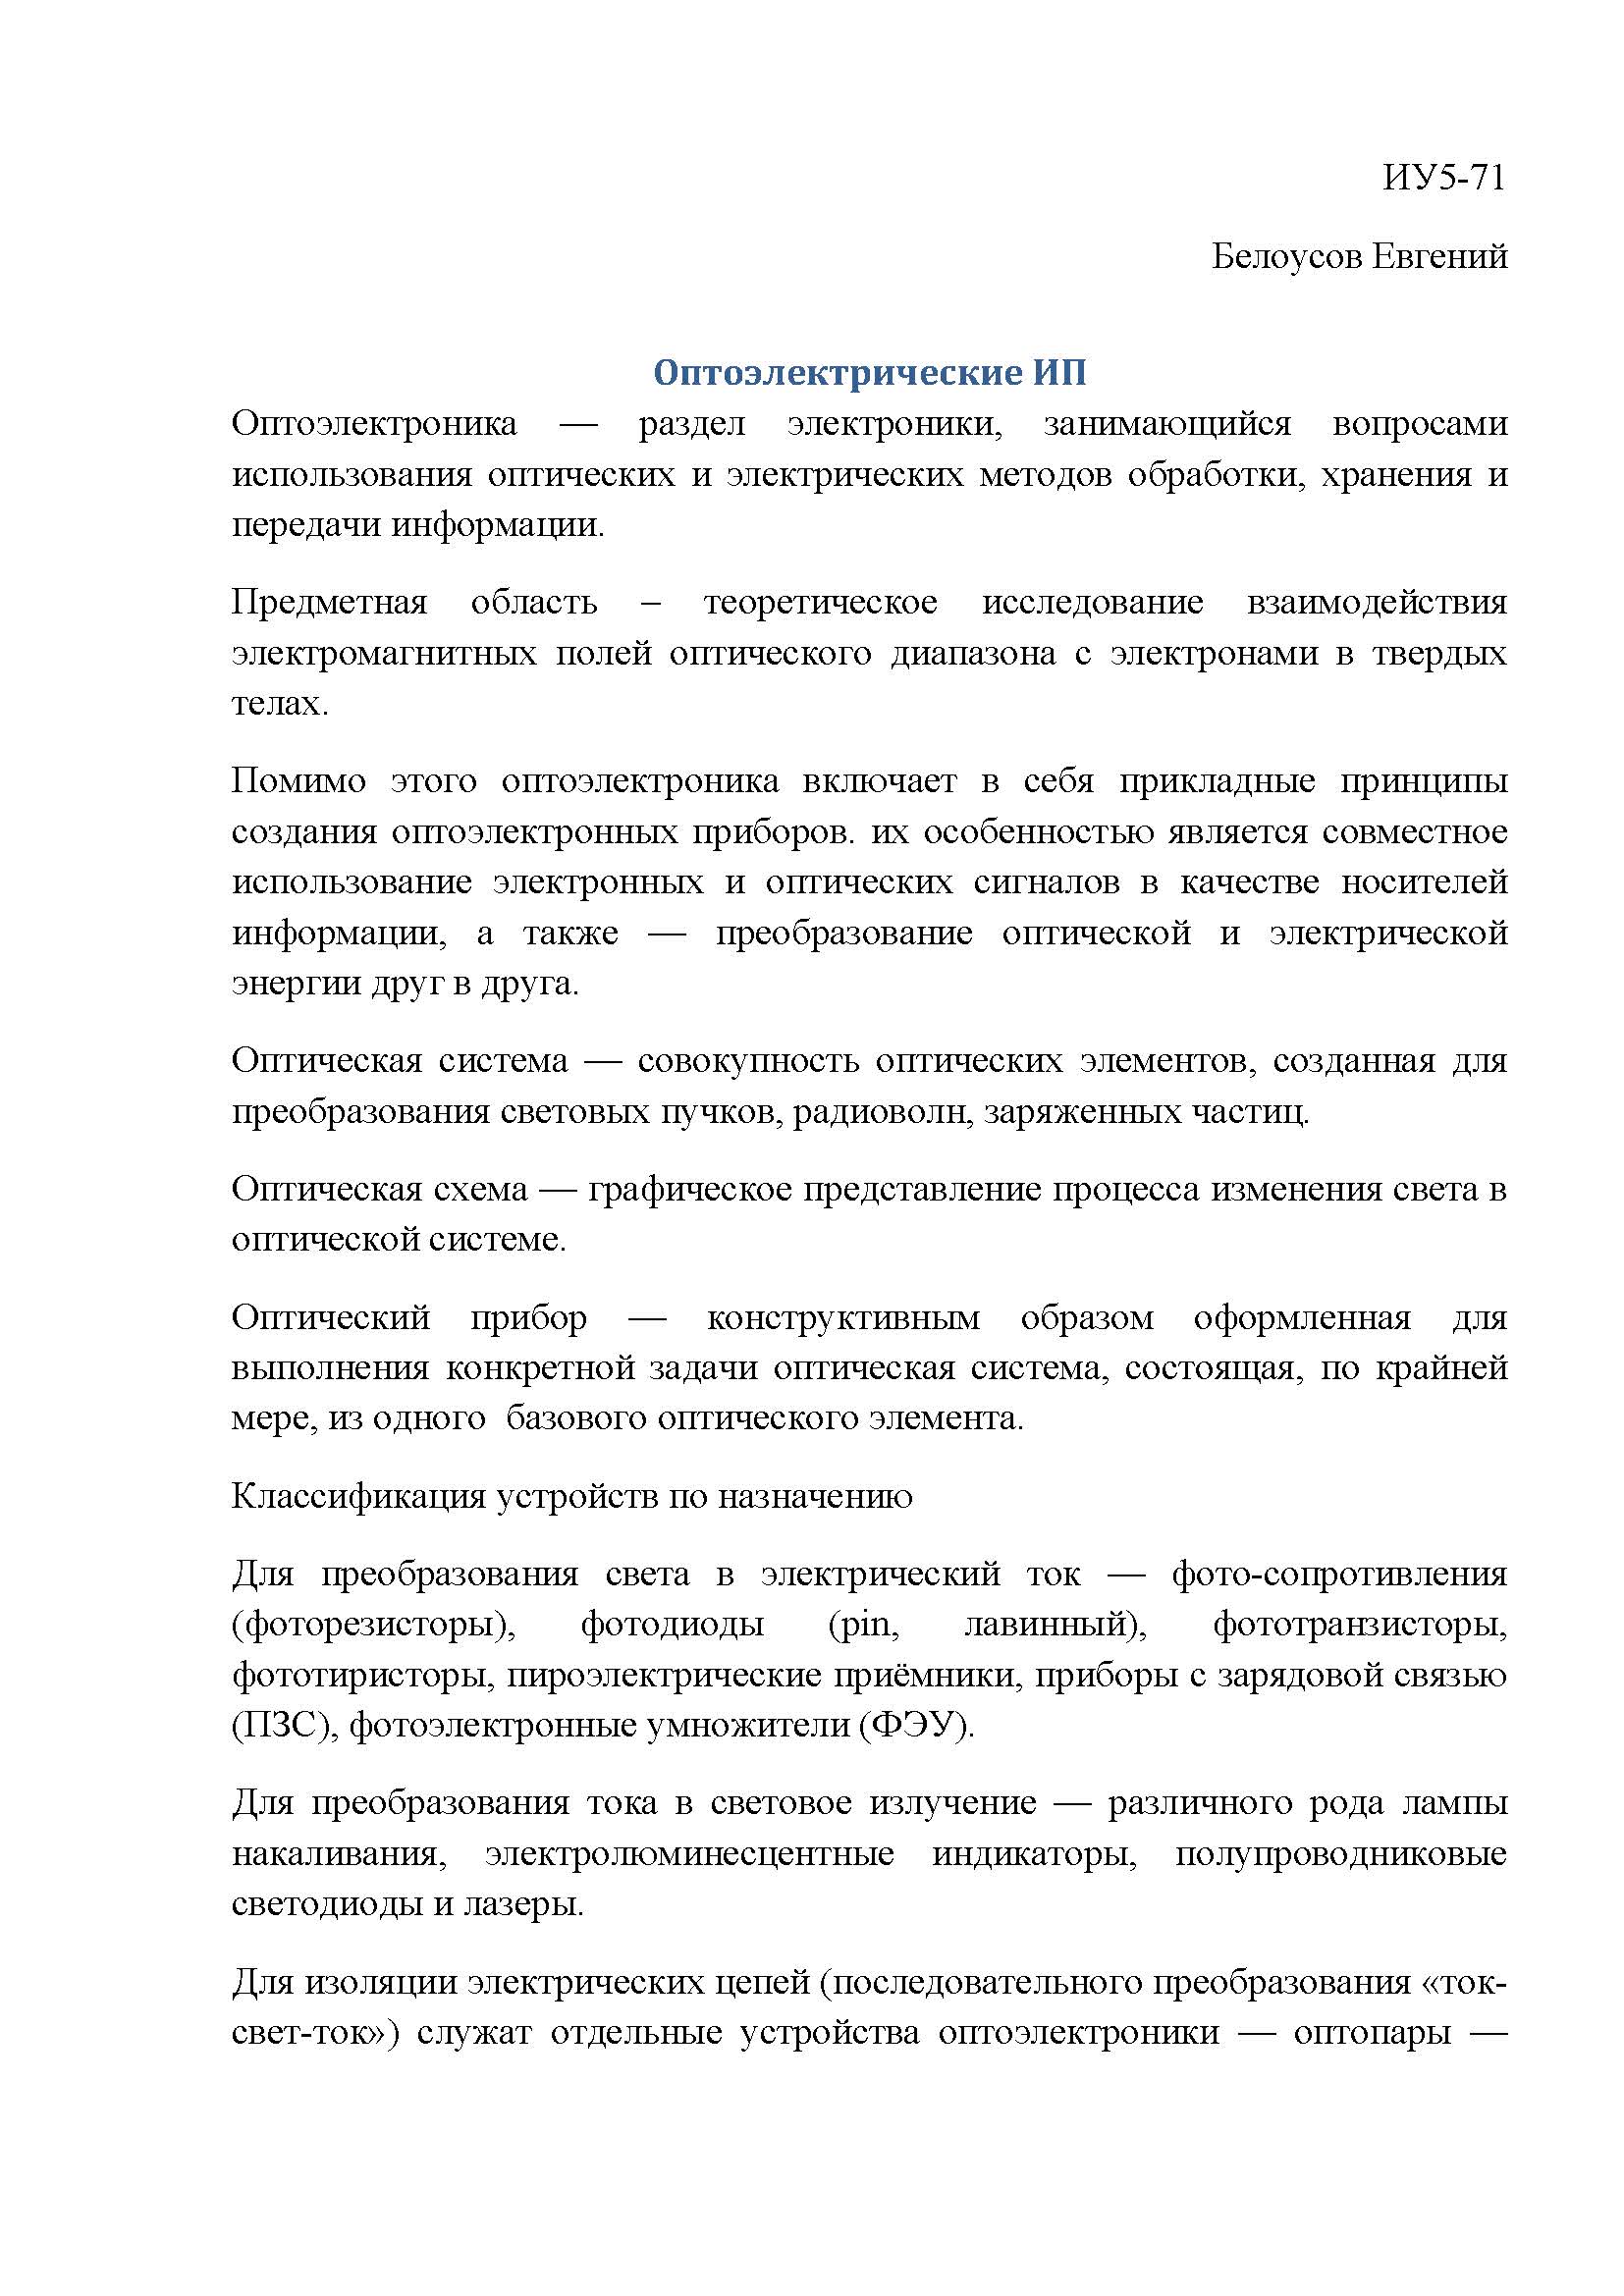 ИУ5-71
Белоусов Евгений
Оптоэлектрические ИП
Оптоэлектроника — раздел электроники, занимающийся вопросами
использования оптических и электрических методов обработки, хранения и
передачи информации.
Предметная область – теоретическое исследование взаимодействия
электромагнитных полей оптического диапазона с электронами в твердых
телах.
Помимо этого оптоэлектроника включает в себя прикладные принципы
создания оптоэлектронных приборов. их особенностью является совместное
использование электронных и оптических сигналов в качестве носителей
информации, а также — преобразование оптической и электрической
энергии друг в друга.
Оптическая система — совокупность оптических элементов, созданная для
преобразования световых пучков, радиоволн, заряженных частиц.
Оптическая схема — графическое представление процесса изменения света в
оптической системе.
Оптический прибор — конструктивным образом оформленная для
выполнения конкретной задачи оптическая система, состоящая, по крайней
мере, из одного  базового оптического элемента.
Классификация устройств по назначению
Для преобразования света в электрический ток — фото-сопротивления
(фоторезисторы), фотодиоды (pin, лавинный), фототранзисторы,
фототиристоры, пироэлектрические приёмники, приборы с зарядовой связью
(ПЗС), фотоэлектронные умножители (ФЭУ).
Для преобразования тока в световое излучение — различного рода лампы
накаливания, электролюминесцентные индикаторы, полупроводниковые
светодиоды и лазеры.
Для изоляции электрических цепей (последовательного преобразования «ток-
свет-ток») служат отдельные устройства оптоэлектроники — оптопары —